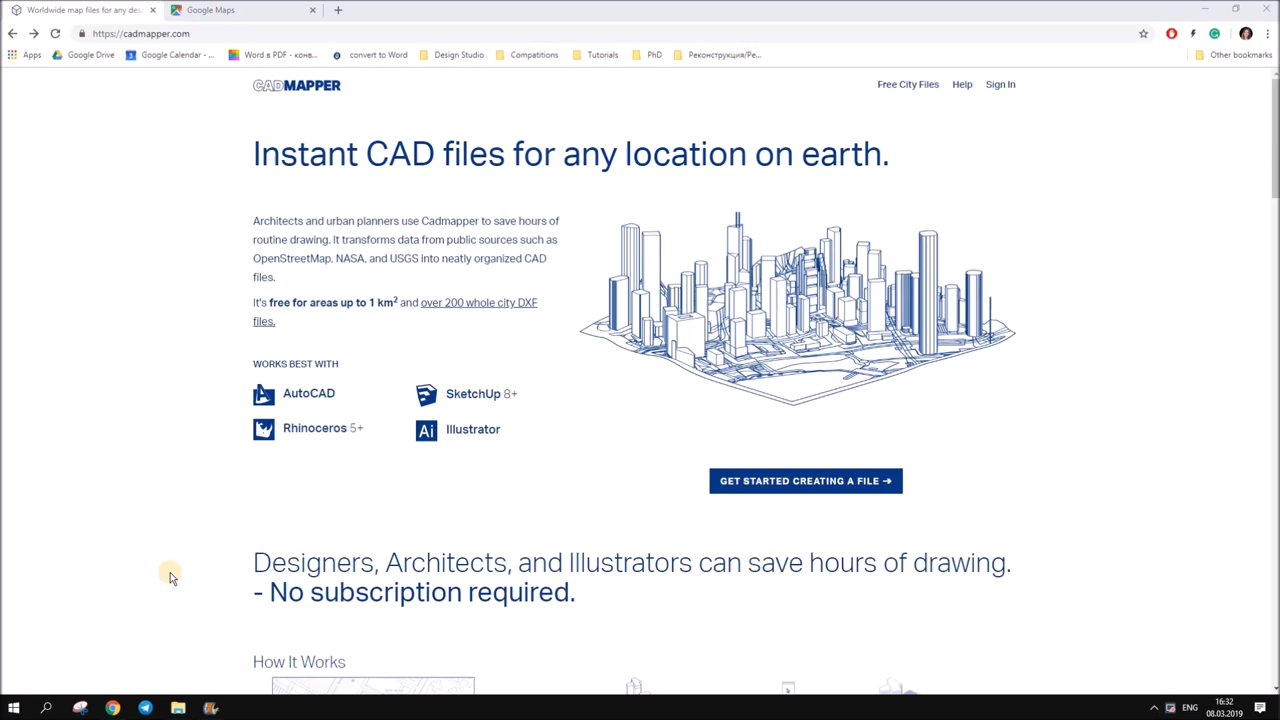 Worldwide map files for any des
Google Maps
https://cadmapper.com
Apps
Google Drive
Google Calendar - ...
Word в PDF - конв...
convert to Word
Design Studio
Compatitions
Tutorials
PhD
Реконструкция/Ре...
Other bookmarks
CADMAPPER
Free City Files
Help
Sign In
Instant CAD files for any location on earth.
Architects and urban planners use Cadmapper to save hours of
routine drawing. It transforms data from public sources such as
OpenStreetMap, NASA, and USGS into neatly organized CAD
files.
It's free for areas up to 1 km² and over 200 whole city DXF
files.
WORKS BEST WITH
AutoCAD
SketchUp 8+
Rhinoceros 5+
Ai Illustrator
GET STARTED CREATING A FILE ➔
Designers, Architects, and Illustrators can save hours of drawing.
- No subscription required.
How It Works
ENG
16:32
08.03.2019